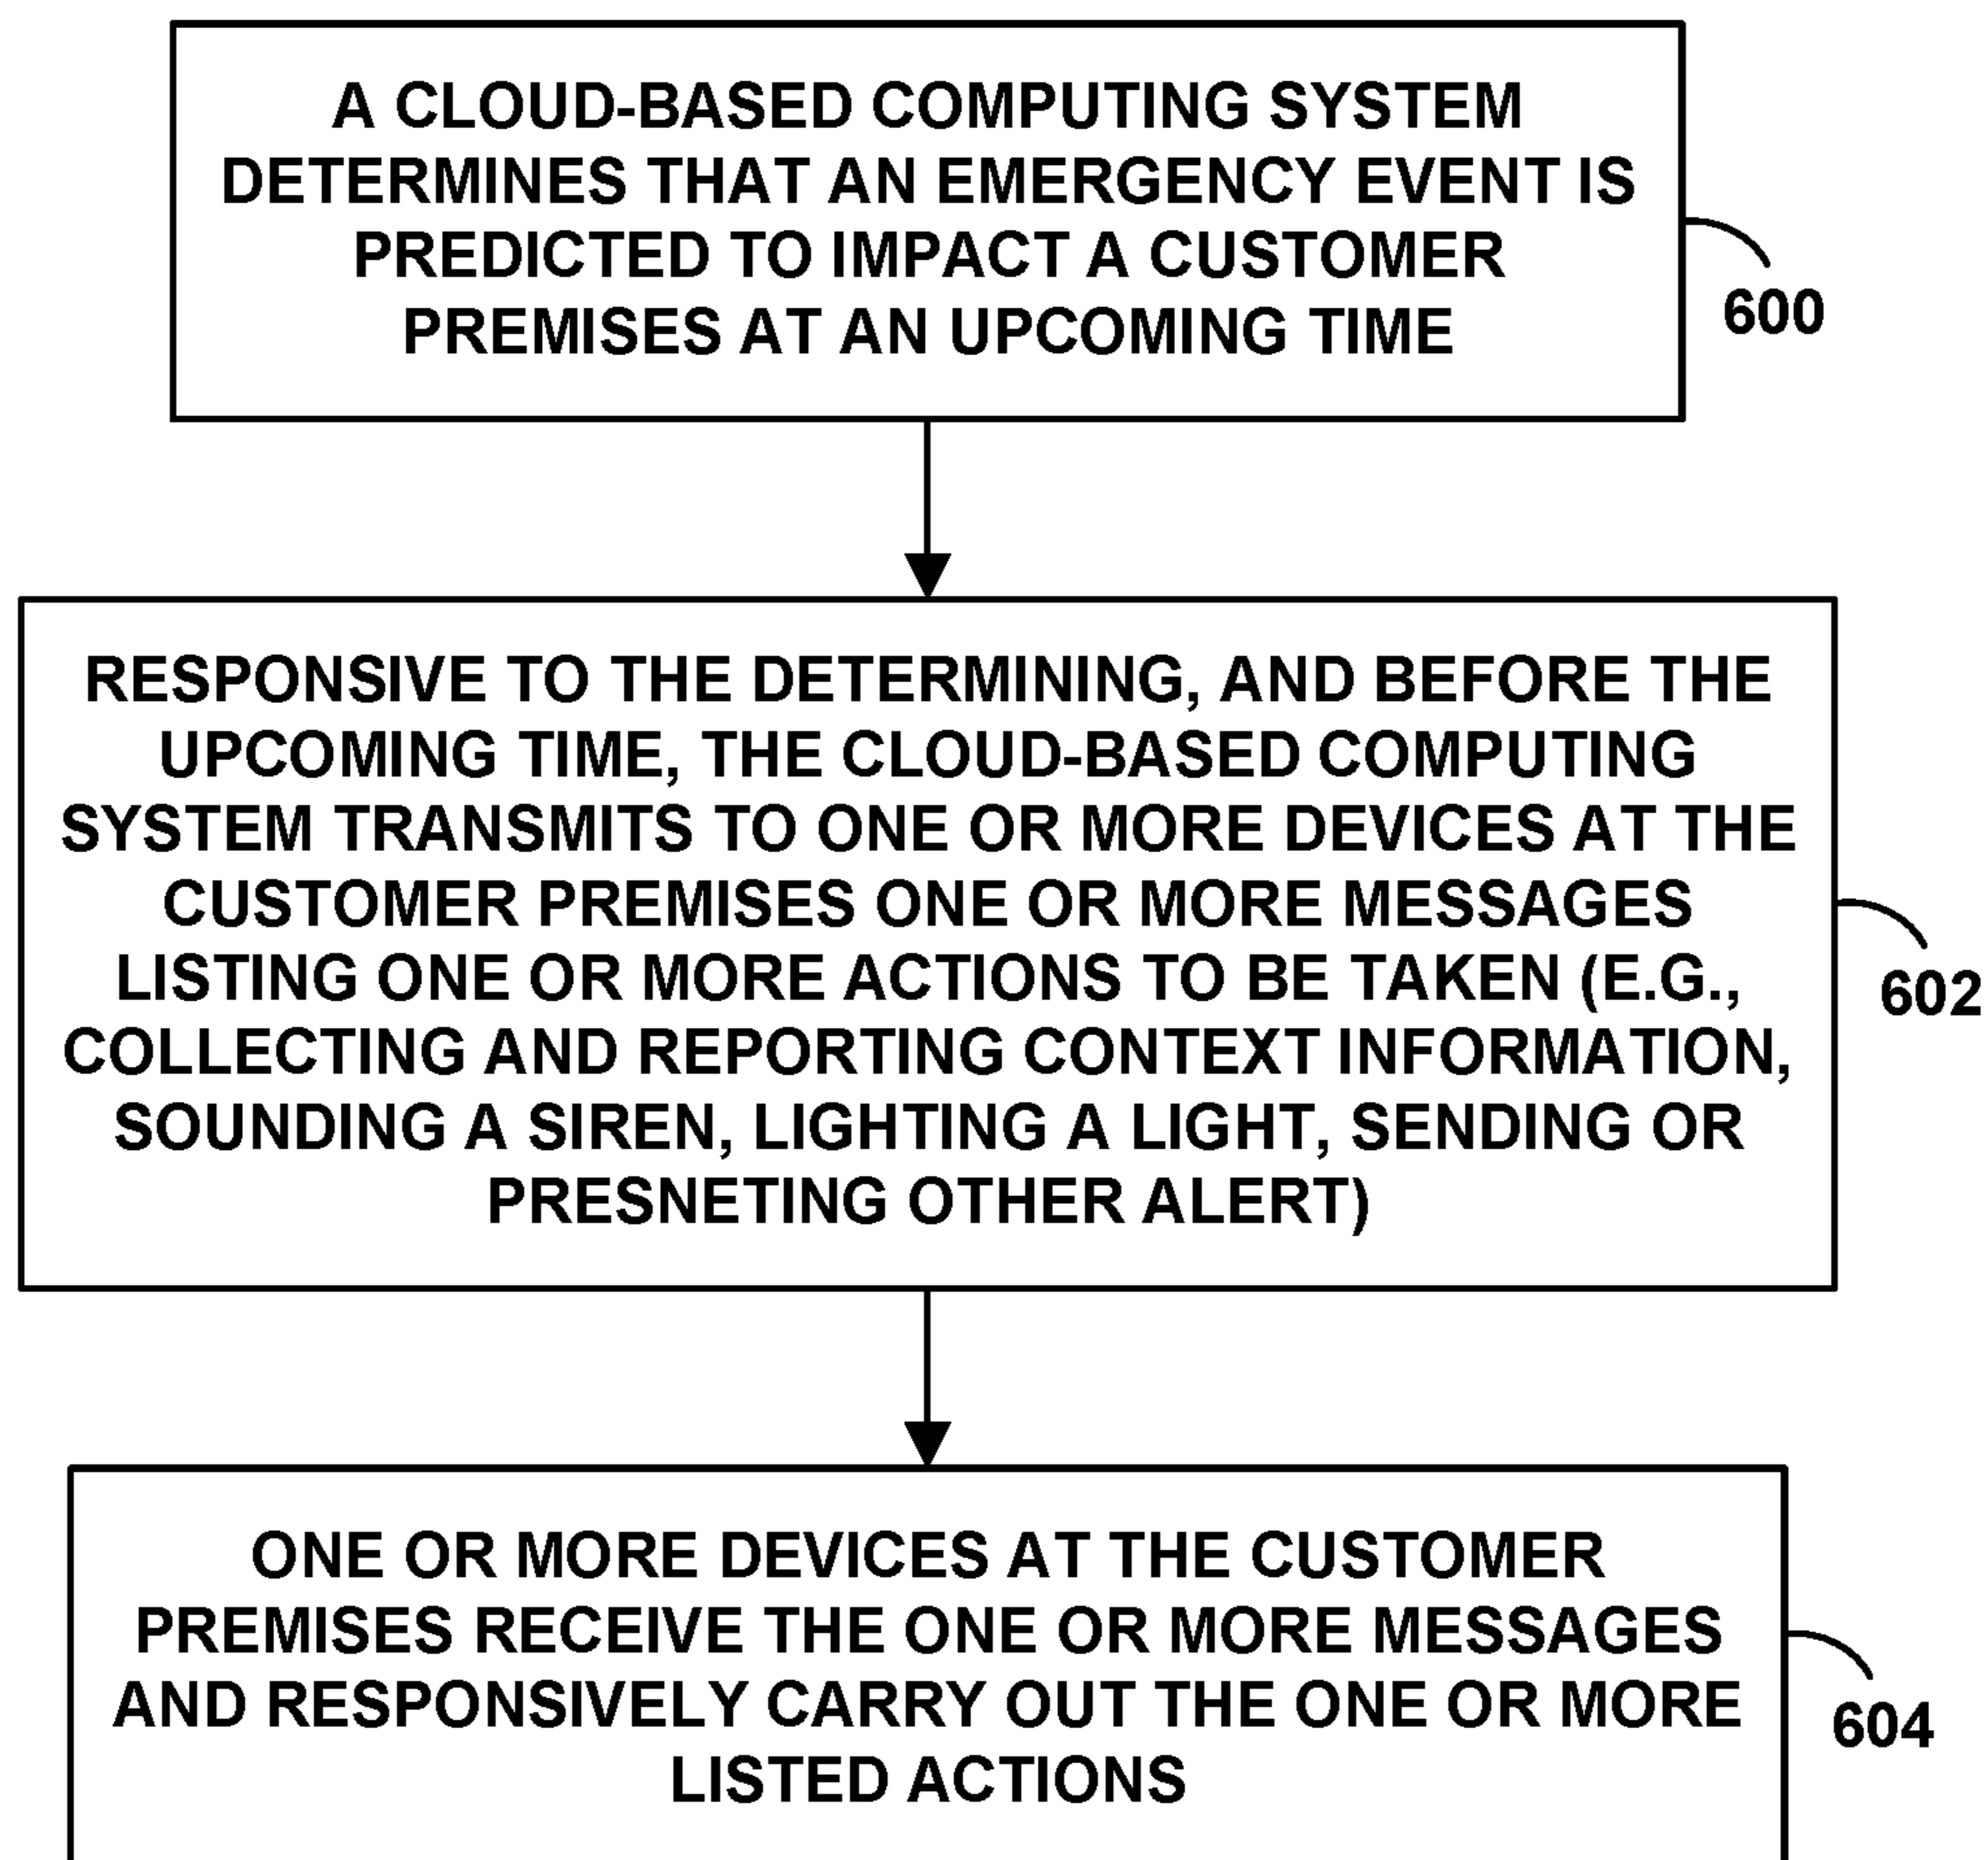 A CLOUD-BASED COMPUTING SYSTEM
DETERMINES THAT AN EMERGENCY EVENT IS
PREDICTED TO IMPACT A CUSTOMER
PREMISES AT AN UPCOMING TIME
600
RESPONSIVE TO THE DETERMINING, AND BEFORE THE
UPCOMING TIME, THE CLOUD-BASED COMPUTING
SYSTEM TRANSMITS TO ONE OR MORE DEVICES AT THE
CUSTOMER PREMISES ONE OR MORE MESSAGES
LISTING ONE OR MORE ACTIONS TO BE TAKEN (E.G.,
COLLECTING AND REPORTING CONTEXT INFORMATION,
SOUNDING A SIREN, LIGHTING A LIGHT, SENDING OR
PRESNETING OTHER ALERT)
602
ONE OR MORE DEVICES AT THE CUSTOMER
PREMISES RECEIVE THE ONE OR MORE MESSAGES
AND RESPONSIVELY CARRY OUT THE ONE OR MORE
LISTED ACTIONS
604